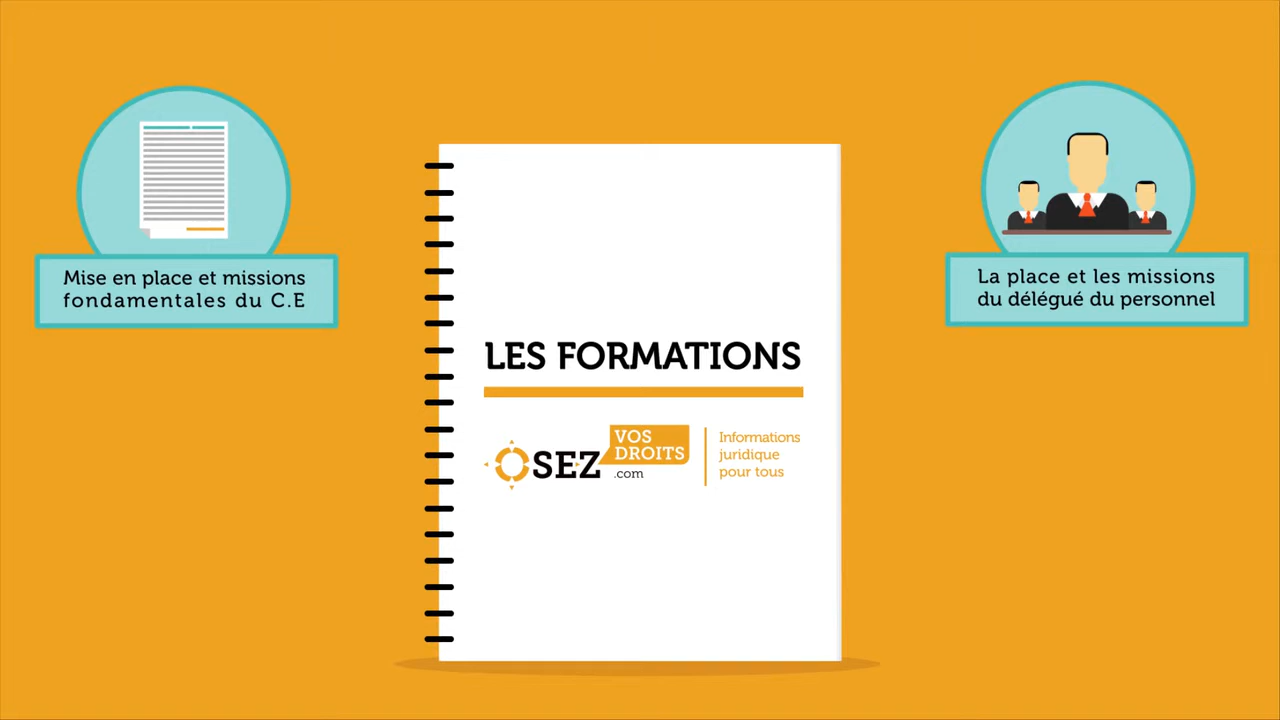 Mise en place et missions
fondamentales du C.E
La place et les missions
du délégué du personnel
LES FORMATIONS
OSEZ
VOS
DROITS
.com
Informations
juridique
pour tous